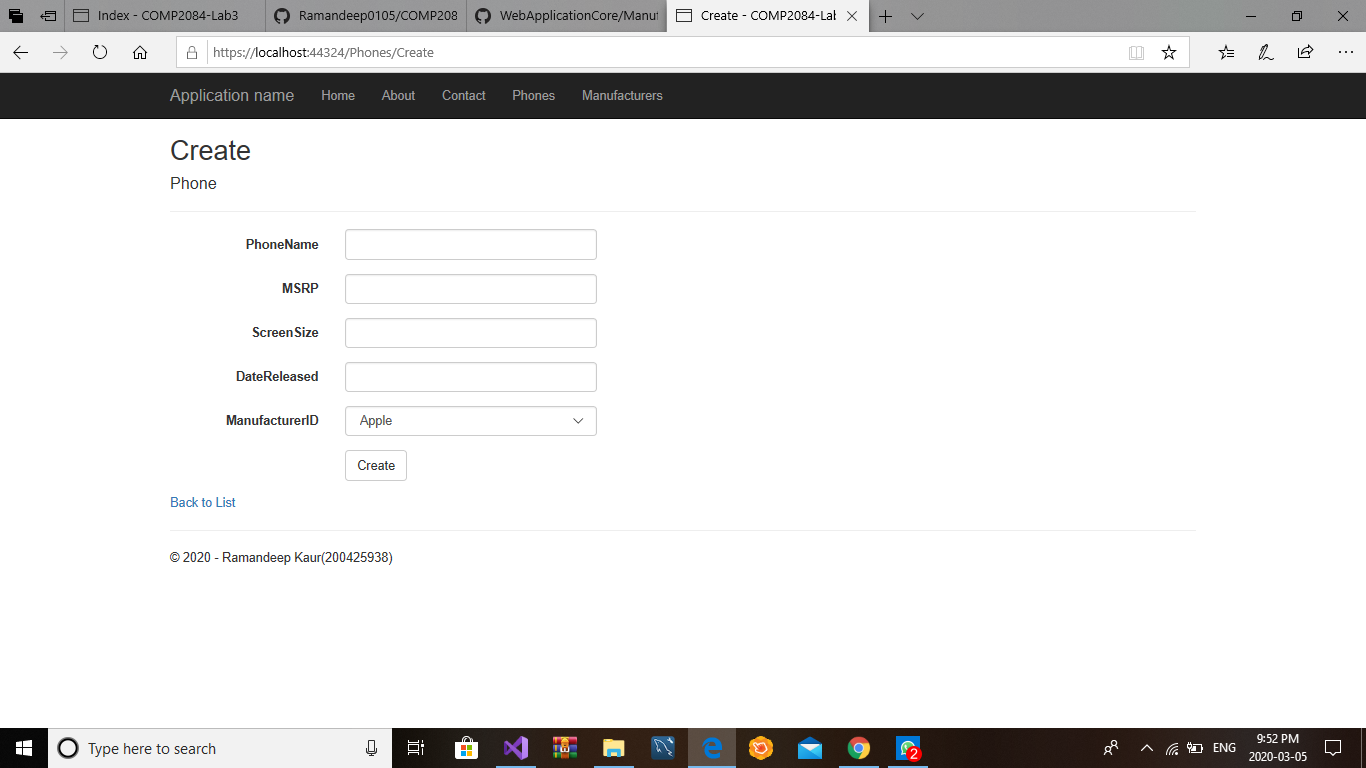 Index - COMP2084-Lab3
Ramandeep0105/COMP208
WebApplicationCore/Manuf
Create - COMP2084-Lab
https://localhost:44324/Phones/Create
Application name Home About Contact Phones Manufacturers
Create
Phone
PhoneName
MSRP
ScreenSize
DateReleased
ManufacturerID Apple
Create
Back to List
© 2020 - Ramandeep Kaur(200425938)
Type here to search
2
ENG
9:52 PM
2020-03-05